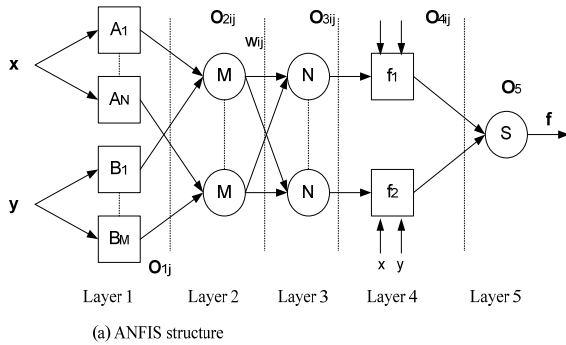 O2ij O3ij O4ij
A1 wij
x M N f1
O5
AN f
S
B1
y M N f2
BM
O1j x y
Layer 1 Layer 2 Layer 3 Layer 4 Layer 5
(a) ANFIS structure